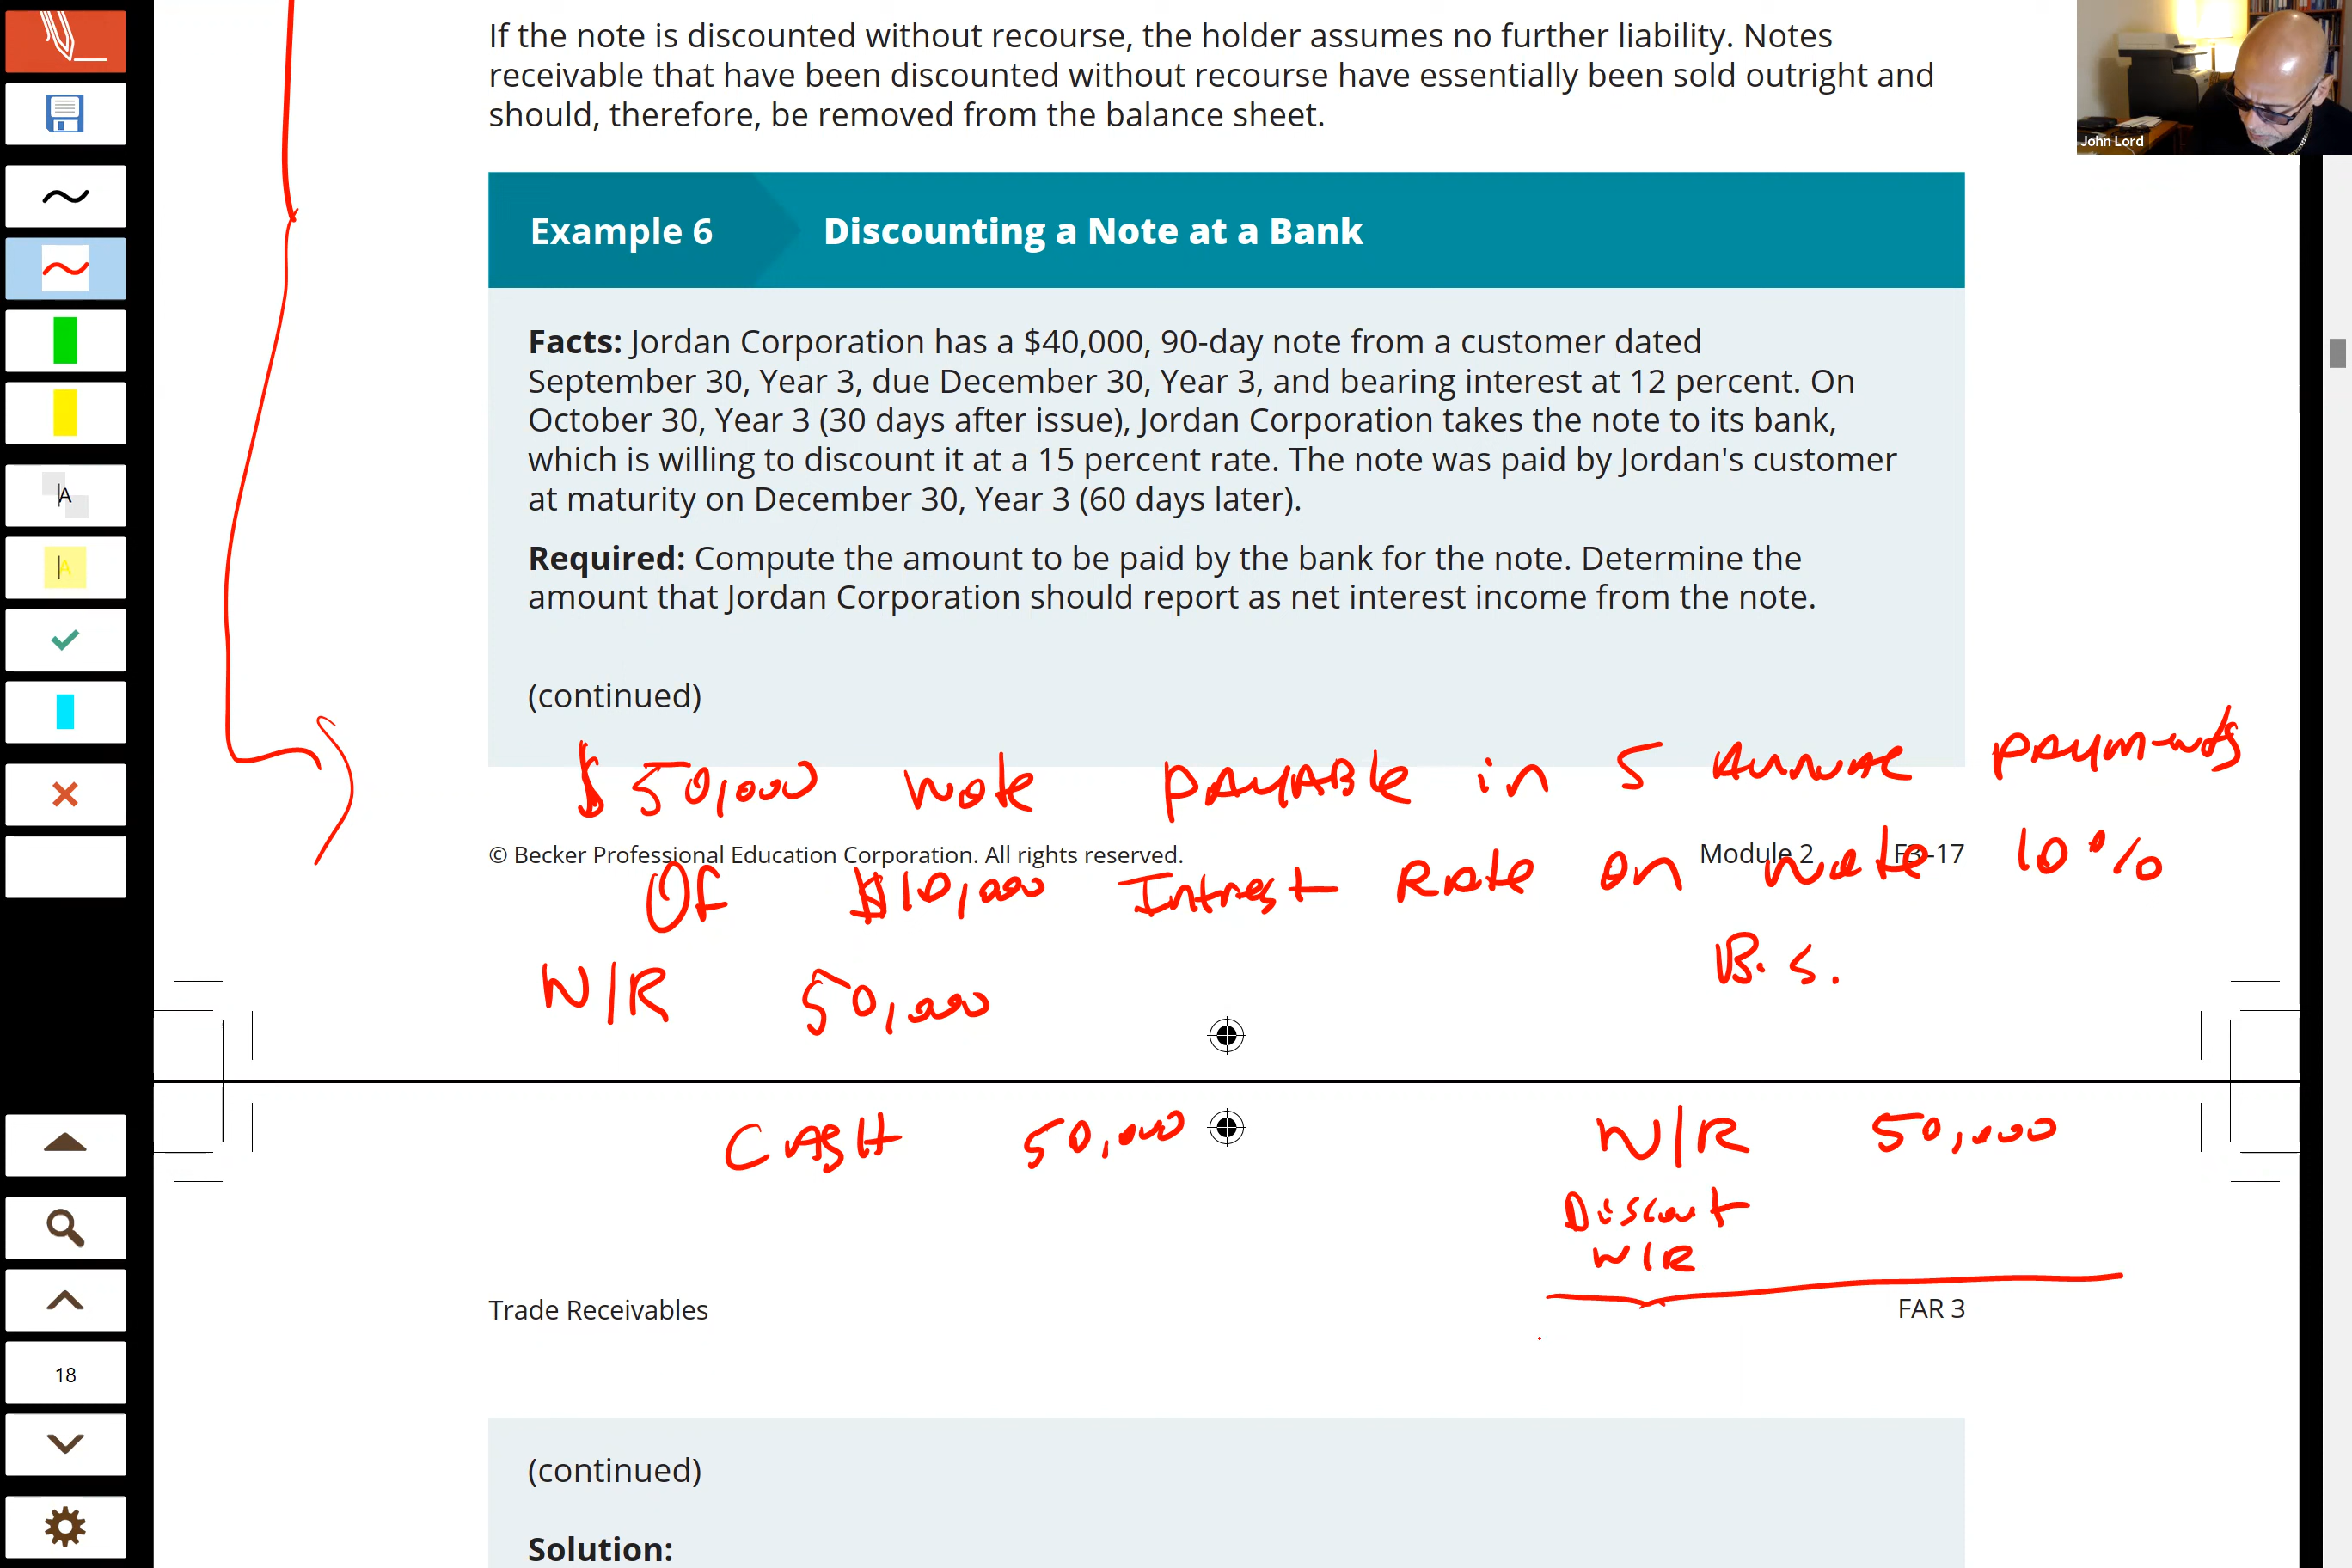 If the note is discounted without recourse, the holder assumes no further liability. Notes
receivable that have been discounted without recourse have essentially been sold outright and
should, therefore, be removed from the balance sheet.
John Lord
Example 6 Discounting a Note at a Bank
Facts: Jordan Corporation has a $40,000, 90-day note from a customer dated
September 30, Year 3, due December 30, Year 3, and bearing interest at 12 percent. On
October 30, Year 3 (30 days after issue), Jordan Corporation takes the note to its bank,
which is willing to discount it at a 15 percent rate. The note was paid by Jordan's customer
at maturity on December 30, Year 3 (60 days later).
Required: Compute the amount to be paid by the bank for the note. Determine the
amount that Jordan Corporation should report as net interest income from the note.
(continued)
$50,000 note PAYABLE in 5 Annual payments
© Becker Professional Education Corporation. All rights reserved. Module 2 F3-17
Of $10,000 Intrest Rate on note 10%
B.S.
N/R 50,000
CASH 50,000 N/R 50,000
Discout
N/R
Trade Receivables FAR 3
A
A
18
(continued)
Solution: